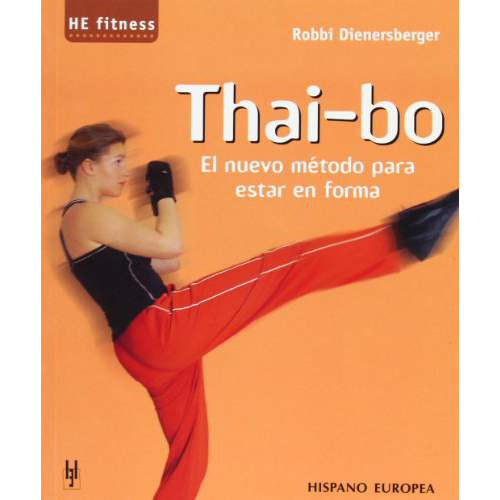 HE fitness
Robbi Dienersberger
Thai-bo
El nuevo método para
estar en forma
HISPANO EUROPEA